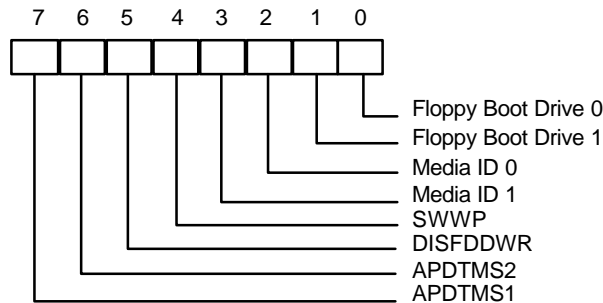 7 6 5 4 3 2 1 0
Floppy Boot Drive 0
Floppy Boot Drive 1
Media ID 0
Media ID 1
SWWP
DISFDDWR
APDTMS2
APDTMS1